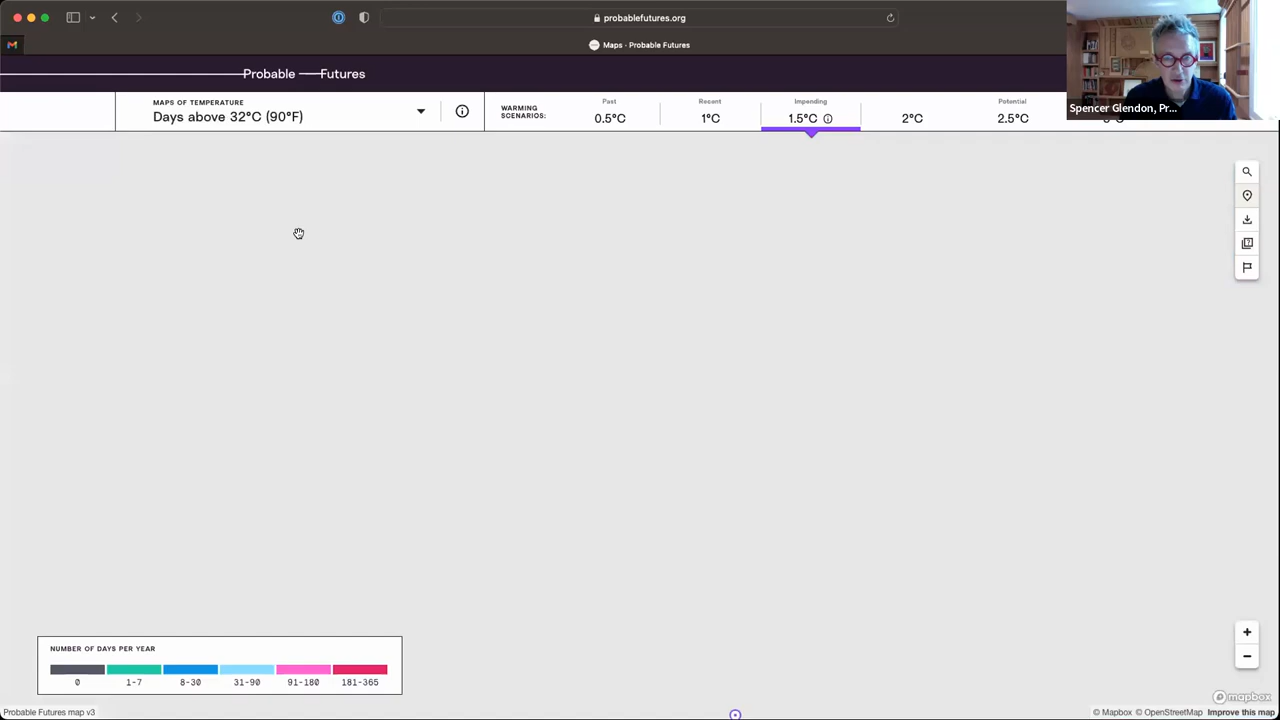 probablefutures.org
Maps - Probable Futures
Probable — Futures
MAPS OF TEMPERATURE
Days above 32°C (90°F)
WARMING
SCENARIOS:
Past
0.5°C
Recent
1°C
Impending
1.5°C
2°C
Potential
2.5°C
Spencer Glendon, Pr...
NUMBER OF DAYS PER YEAR
0
1-7
8-30
31-90
91-180
181-365
Probable Futures map v3
mapbox
© Mapbox © OpenStreetMap Improve this map